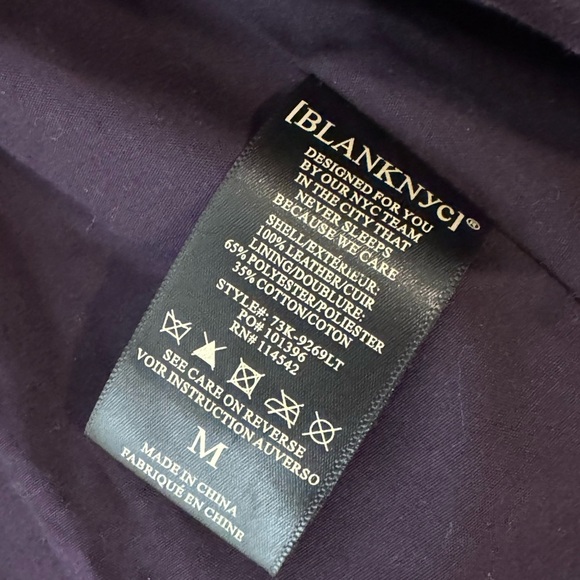 [BLANKNYC]®
DESIGNED FOR YOU
BY OUR NYC TEAM
IN THE CITY THAT
NEVER SLEEPS
BECAUSE WE CARE
SHELL/EXTÉRIEUR:
100% LEATHER/CUIR
LINING/DOUBLURE:
65% POLYESTER/POLIESTER
35% COTTON/COTON
STYLE#: 73K-9269LT
PO# 101396
RN# 114542
SEE CARE ON REVERSE
VOIR INSTRUCTION AUVERSO
M
MADE IN CHINA
FABRIQUÉ EN CHINE